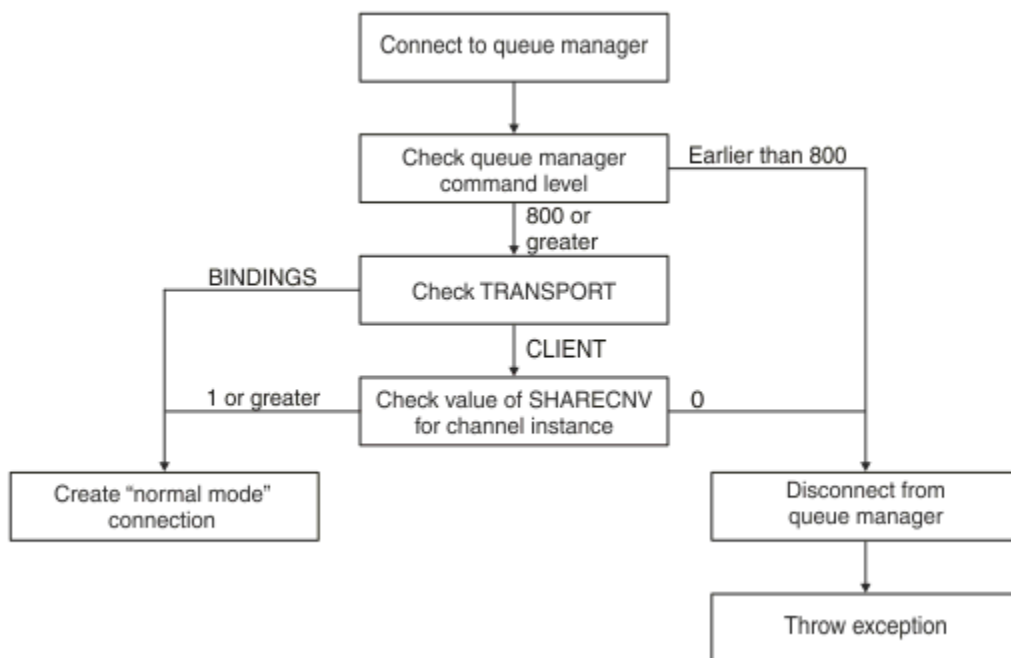 Connect to queue manager
Check queue manager
command level
Earlier than 800
800 or
greater
BINDINGS
Check TRANSPORT
CLIENT
1 or greater
Check value of SHARECNV
for channel instance
0
Create “normal mode”
connection
Disconnect from
queue manager
Throw exception